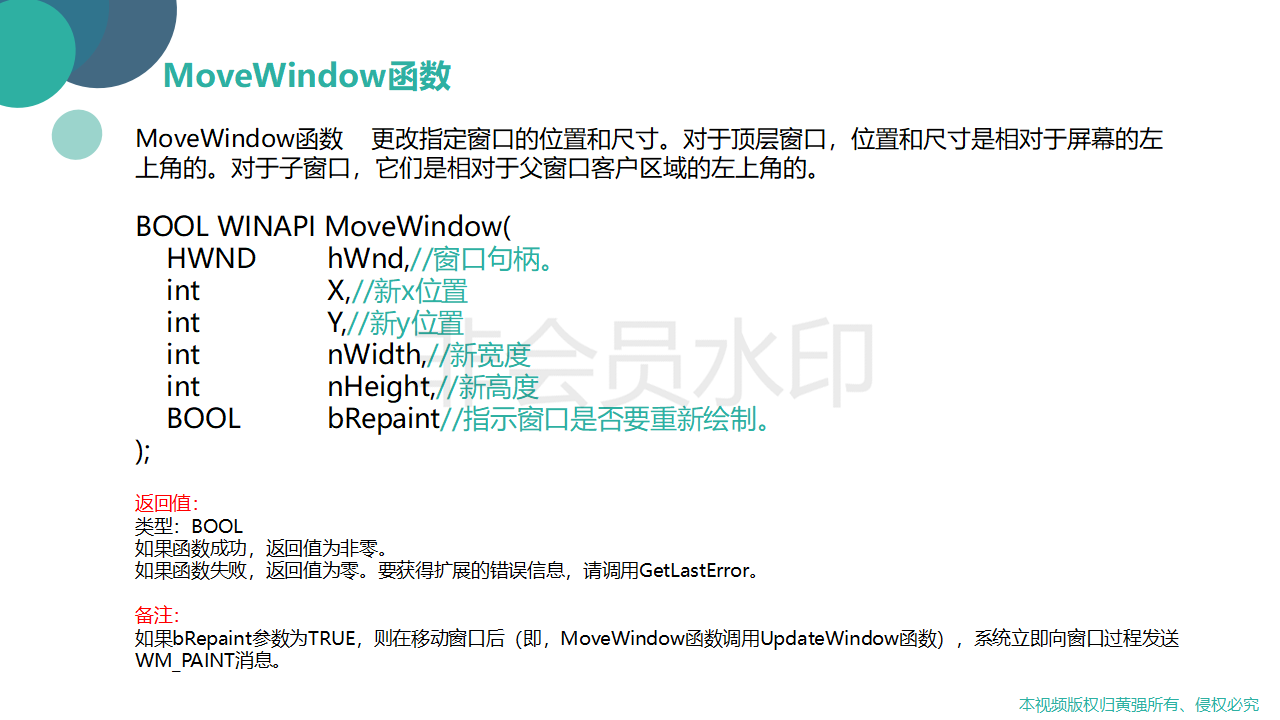 MoveWindow函数
MoveWindow函数　更改指定窗口的位置和尺寸。对于顶层窗口，位置和尺寸是相对于屏幕的左
上角的。对于子窗口，它们是相对于父窗口客户区域的左上角的。
BOOL WINAPI MoveWindow(
HWND hWnd,//窗口句柄。
int X,//新x位置
int Y,//新y位置
int nWidth,//新宽度
int nHeight,//新高度
BOOL bRepaint//指示窗口是否要重新绘制。
);
非会员水印
返回值：
类型：BOOL
如果函数成功，返回值为非零。
如果函数失败，返回值为零。要获得扩展的错误信息，请调用GetLastError。
备注：
如果bRepaint参数为TRUE，则在移动窗口后（即，MoveWindow函数调用UpdateWindow函数），系统立即向窗口过程发送
WM_PAINT消息。
本视频版权归黄强所有、侵权必究